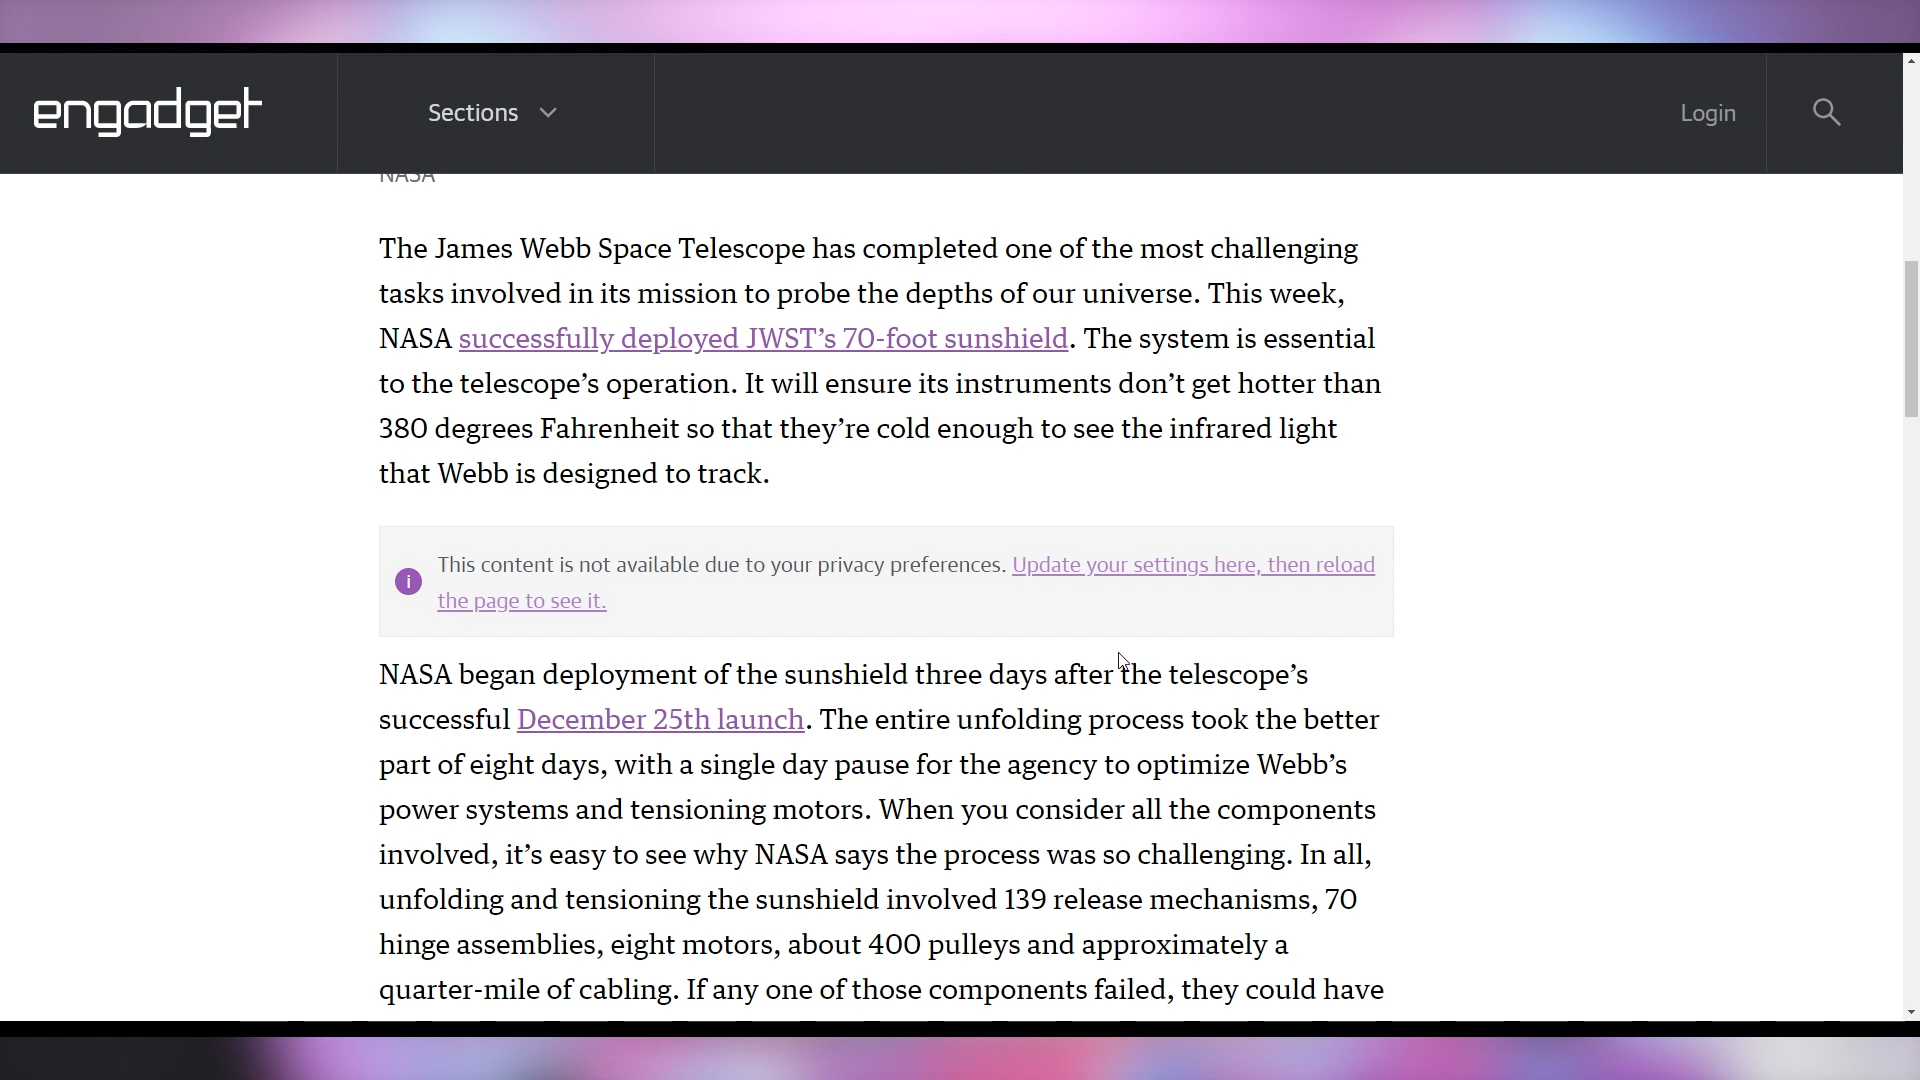 engadget
Sections
Login
NASA
The James Webb Space Telescope has completed one of the most challenging
tasks involved in its mission to probe the depths of our universe. This week,
NASA successfully deployed JWST’s 70-foot sunshield. The system is essential
to the telescope’s operation. It will ensure its instruments don’t get hotter than
380 degrees Fahrenheit so that they’re cold enough to see the infrared light
that Webb is designed to track.
i
This content is not available due to your privacy preferences. Update your settings here, then reload
the page to see it.
NASA began deployment of the sunshield three days after the telescope’s
successful December 25th launch. The entire unfolding process took the better
part of eight days, with a single day pause for the agency to optimize Webb’s
power systems and tensioning motors. When you consider all the components
involved, it’s easy to see why NASA says the process was so challenging. In all,
unfolding and tensioning the sunshield involved 139 release mechanisms, 70
hinge assemblies, eight motors, about 400 pulleys and approximately a
quarter-mile of cabling. If any one of those components failed, they could have